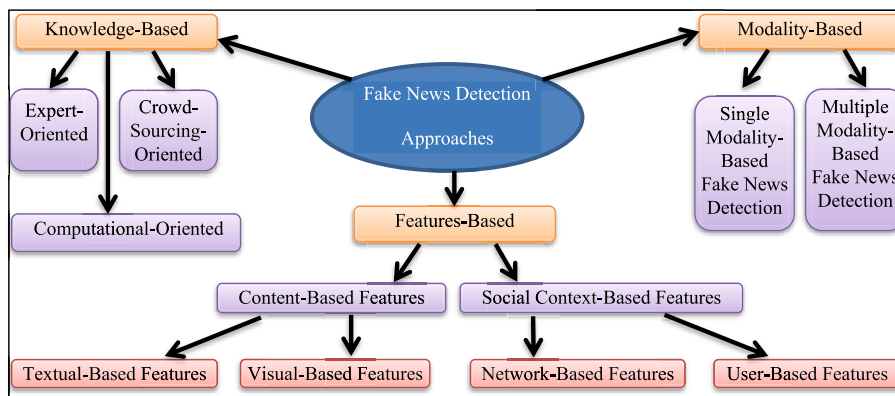 Knowledge-Based
Modality-Based
Fake News Detection
Approaches
Expert-
Oriented
Crowd-
Sourcing-
Oriented
Single
Modality-
Based
Fake News
Detection
Multiple
Modality-
Based
Fake News
Detection
Computational-Oriented
Features-Based
Content-Based Features
Social Context-Based Features
Textual-Based Features
Visual-Based Features
Network-Based Features
User-Based Features